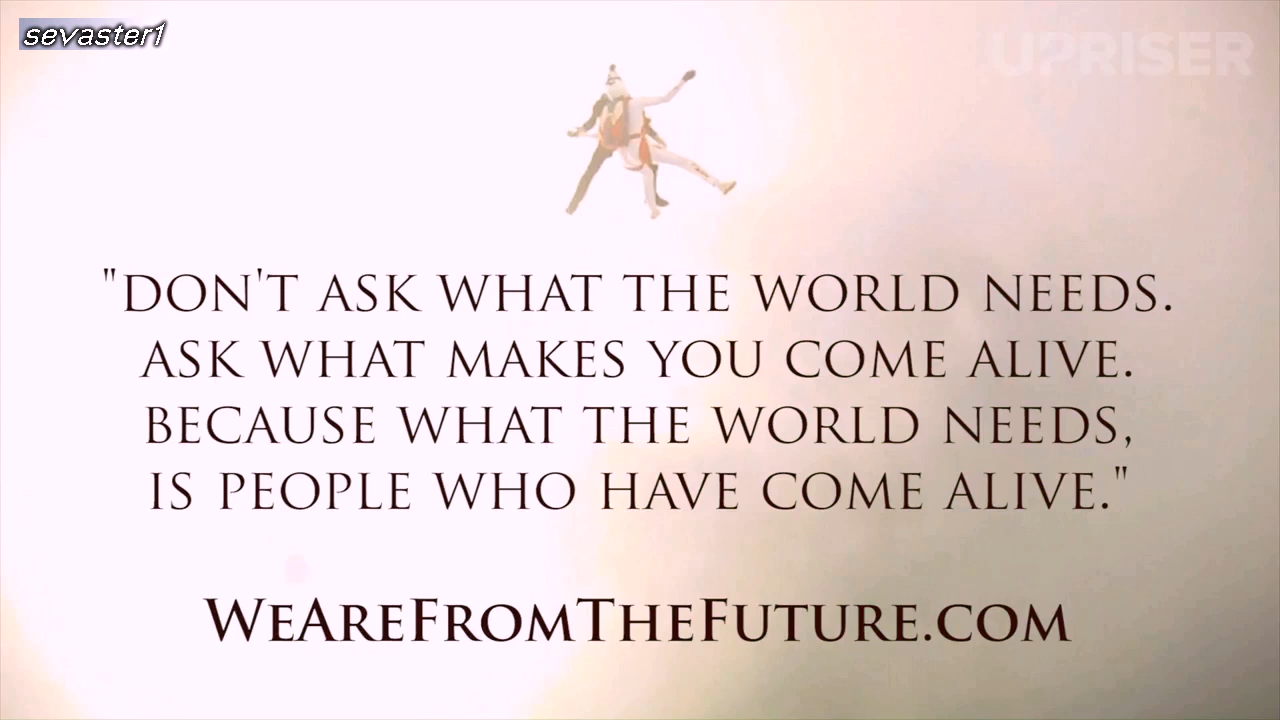 sevaster1
UPRISER
"DON'T ASK WHAT THE WORLD NEEDS.
ASK WHAT MAKES YOU COME ALIVE.
BECAUSE WHAT THE WORLD NEEDS,
IS PEOPLE WHO HAVE COME ALIVE."
WEAREFROMTHEFUTURE.COM